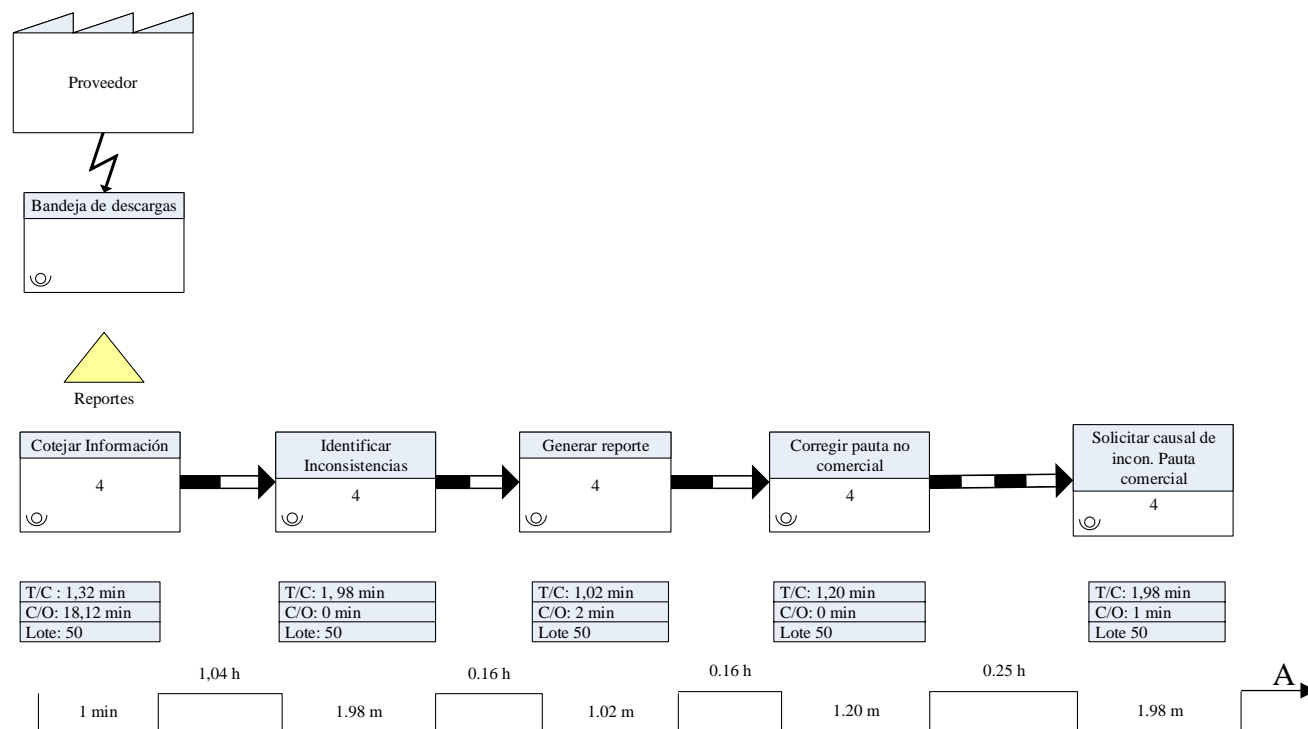 Proveedor
Bandeja de descargas
Reportes
Cotejar Información
4
Identificar
Inconsistencias
4
Generar reporte
4
Corregir pauta no
comercial
4
Solicitar causal de
incon. Pauta
comercial
4
T/C : 1,32 min
C/O: 18,12 min
Lote: 50
T/C: 1, 98 min
C/O: 0 min
Lote: 50
T/C: 1,02 min
C/O: 2 min
Lote 50
T/C: 1,20 min
C/O: 0 min
Lote 50
T/C: 1,98 min
C/O: 1 min
Lote 50
1,04 h
0.16 h
0.16 h
0.25 h
A
1 min
1.98 m
1.02 m
1.20 m
1.98 m